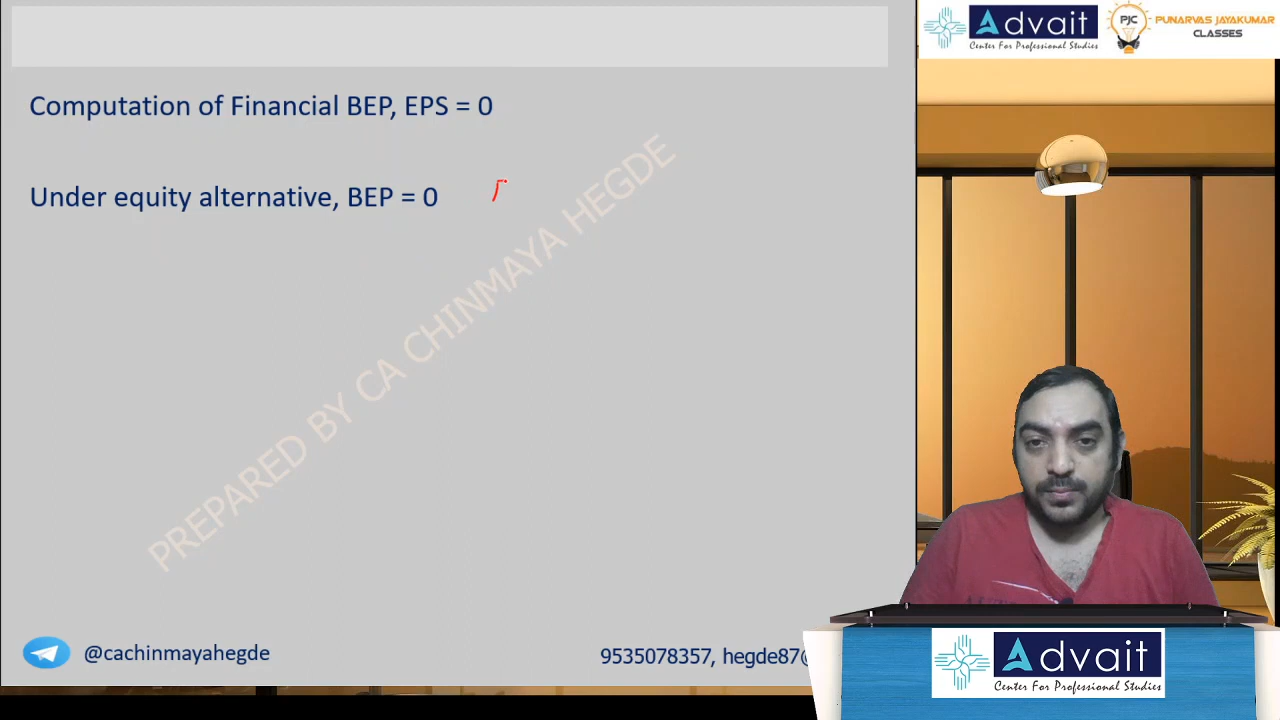 Advait
Center For Professional Studies
PJC
PUNARVAS JAYAKUMAR
CLASSES
Computation of Financial BEP, EPS = 0
Under equity alternative, BEP = 0
PREPARED BY CA CHINMAYA HEGDE
@cachinmayahegde
9535078357, hegde87@
Advait
Center For Professional Studies